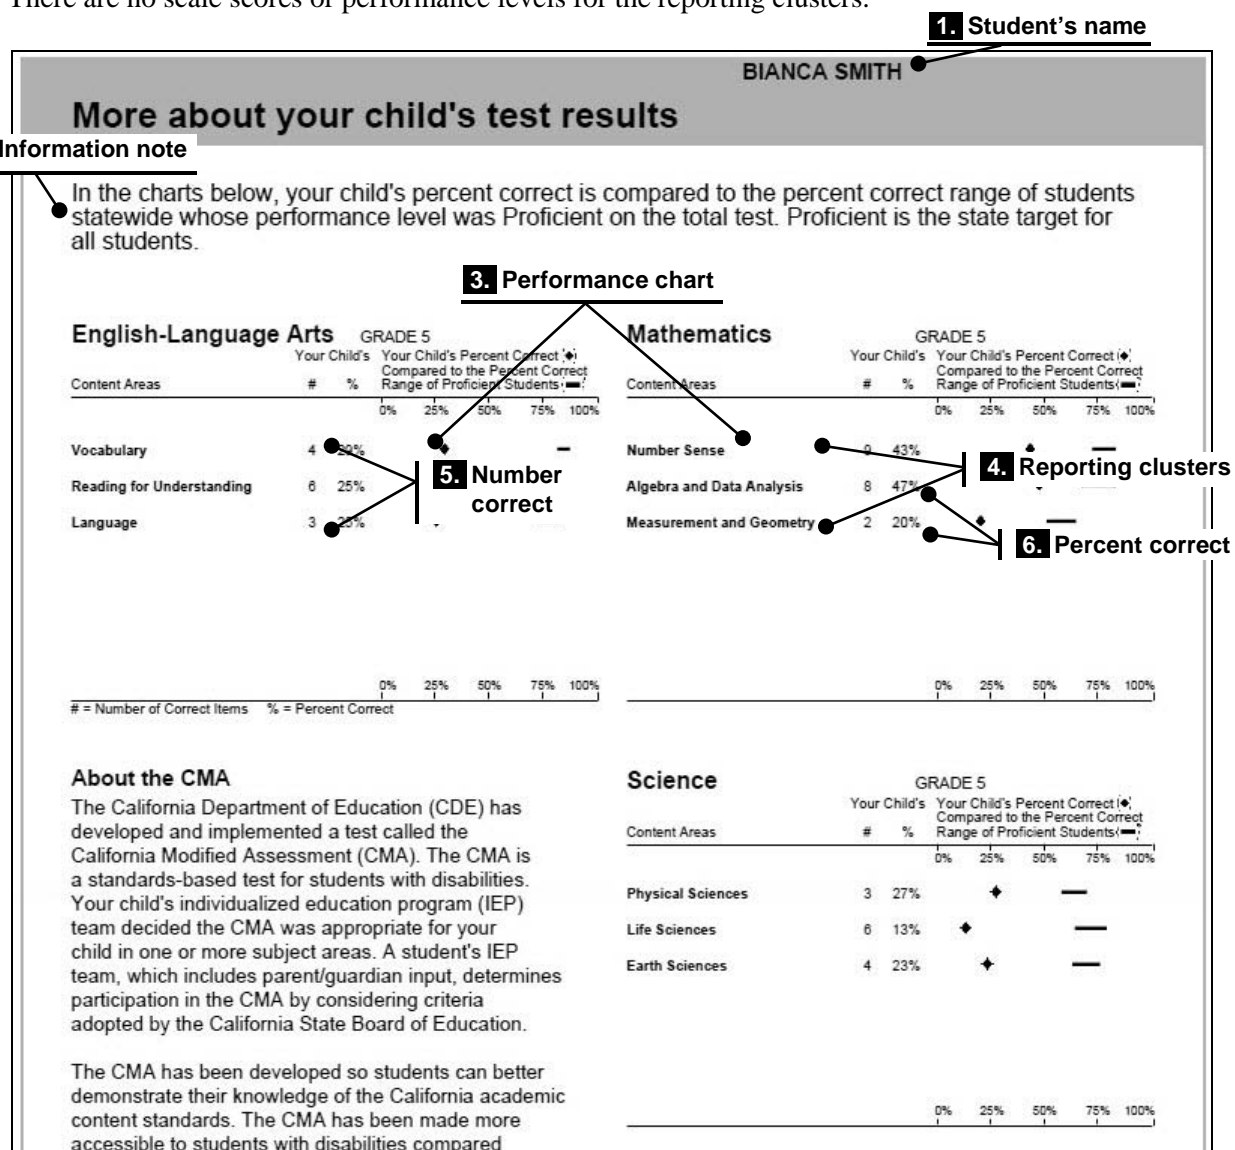 There are no scale scores or performance levels for the reporting clusters.
1. Student's name
BIANCA SMITH
More about your child's test results
Information note
In the charts below, your child's percent correct is compared to the percent correct range of students
statewide whose performance level was Proficient on the total test. Proficient is the state target for
all students.
3. Performance chart
English-Language Arts GRADE 5
Your Child's Your Child's Percent Correct
Compared to the Percent Correct
Content Areas # % Range of Proficient Students
0% 25% 50% 75% 100%
Vocabulary 4 29%
Reading for Understanding 6 25%
Language 3 25%
5. Number
correct
0% 25% 50% 75% 100%
# = Number of Correct Items % = Percent Correct
Mathematics GRADE 5
Your Child's Your Child's Percent Correct
Compared to the Percent Correct
Content Areas # % Range of Proficient Students
0% 25% 50% 75% 100%
Number Sense 9 43%
4. Reporting clusters
Algebra and Data Analysis 8 47%
Measurement and Geometry 2 20%
6. Percent correct
0% 25% 50% 75% 100%
About the CMA
The California Department of Education (CDE) has
developed and implemented a test called the
California Modified Assessment (CMA). The CMA is
a standards-based test for students with disabilities.
Your child's individualized education program (IEP)
team decided the CMA was appropriate for your
child in one or more subject areas. A student's IEP
team, which includes parent/guardian input, determines
participation in the CMA by considering criteria
adopted by the California State Board of Education.
The CMA has been developed so students can better
demonstrate their knowledge of the California academic
content standards. The CMA has been made more
accessible to students with disabilities compared
Science GRADE 5
Your Child's Your Child's Percent Correct
Compared to the Percent Correct
Content Areas # % Range of Proficient Students
0% 25% 50% 75% 100%
Physical Sciences 3 27%
Life Sciences 6 13%
Earth Sciences 4 23%
0% 25% 50% 75% 100%